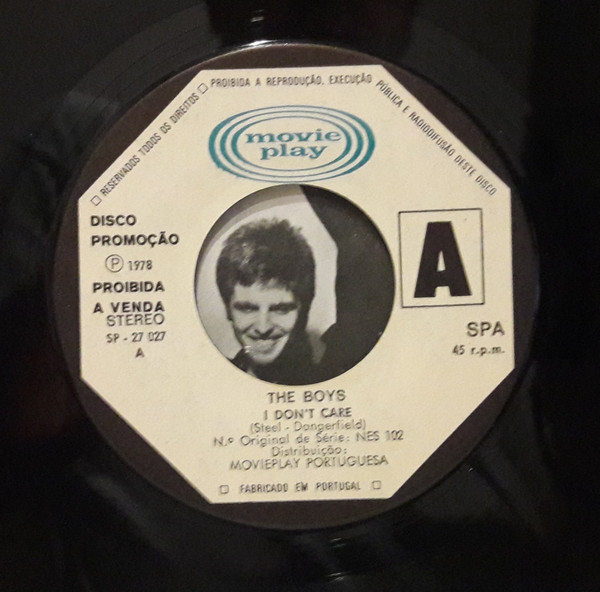 □ RESERVADOS TODOS OS DIREITOS □ PROIBIDA A REPRODUÇÃO, EXECUÇÃO PÚBLICA E RADIODIFUSÃO DESTE DISCO
movie
play
DISCO
PROMOÇÃO
Ⓟ 1978
PROIBIDA
A VENDA
STEREO
SP - 27 027
A
A
SPA
45 r.p.m.
THE BOYS
I DON'T CARE
(Steel - Dangerfield)
N.º Original de Série: NES 102
Distribuição:
MOVIEPLAY PORTUGUESA
□ FABRICADO EM PORTUGAL □